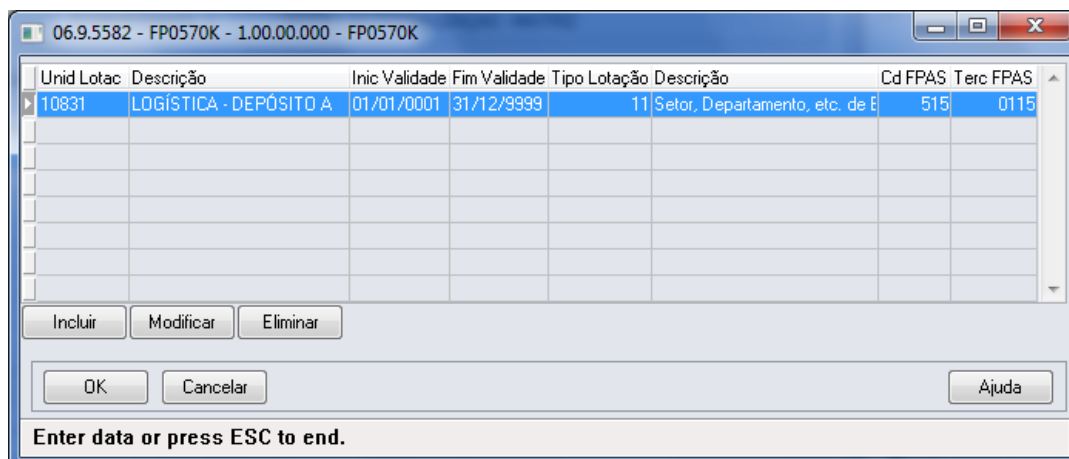 06.9.5582 - FP0570K - 1.00.00.000 - FP0570K
Unid Lotac Descrição Inic Validade Fim Validade Tipo Lotação Descrição Cd FPAS Terc FPAS
10831 LOGÍSTICA - DEPÓSITO A 01/01/0001 31/12/9999 11 Setor, Departamento, etc. de E 515 0115
Incluir Modificar Eliminar
OK Cancelar Ajuda
Enter data or press ESC to end.